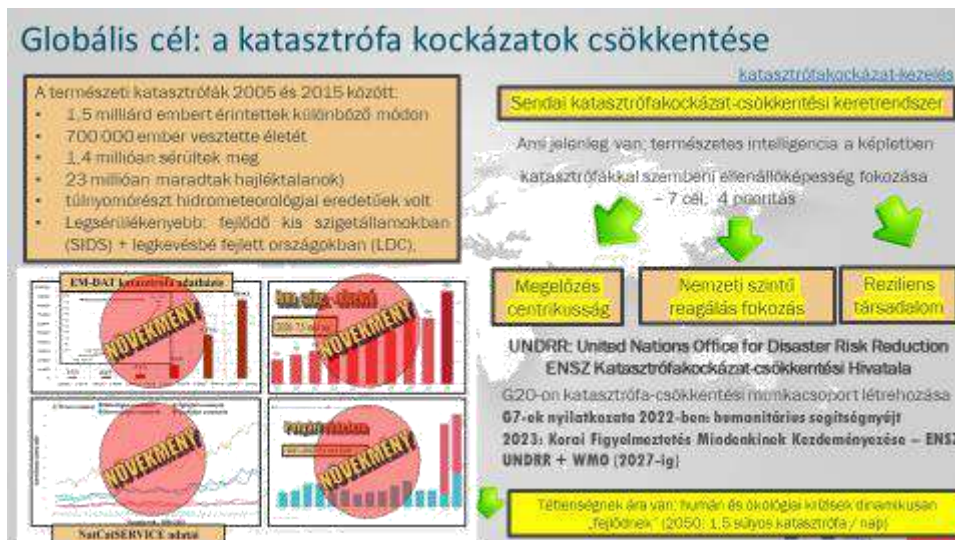 Globális cél: a katasztrófa kockázatok csökkentése
A természeti katasztrófák 2005 és 2015 között:
• 1,5 milliárd embert érintettek különböző módon
• 700 000 ember vesztette életét
• 1,4 millióan sérültek meg
• 23 millióan maradtak hajléktalanok)
• túlnyomórészt hidrometeorológiai eredetűek volt
• Legsérülékenyebb: fejlődő kis szigetállamokban
(SIDS) + legkevésbé fejlett országokban (LDC),
EM-DAT katasztrófa adatbázis
NÖVEKMÉNY
NÖVEKMÉNY
NÖVEKMÉNY
NÖVEKMÉNY
NatCatSERVICE adatai
katasztrófakockázat-kezelés
Sendai katasztrófakockázat-csökkentési keretrendszer
Ami jelenleg van: természetes intelligencia a képletben
katasztrófákkal szembeni ellenállóképesség fokozása
– 7 cél, 4 prioritás
Megelőzés
centrikusság
Nemzeti szintű
reagálás fokozás
Reziliens
társadalom
UNDRR: United Nations Office for Disaster Risk Reduction
ENSZ Katasztrófakockázat-csökkentési Hivatala
G20-on katasztrófa-csökkentési munkacsoport létrehozása
G7-ek nyilatkozata 2022-ben: humanitárius segítségnyújt
2023: Korai Figyelmeztetés Mindenkinek Kezdeményezése – ENSZ
UNDRR + WMO (2027-ig)
Tétlenségnek ára van: humán és ökológiai krízisek dinamikusan
„fejlődnek" (2050: 1,5 súlyos katasztrófa / nap)